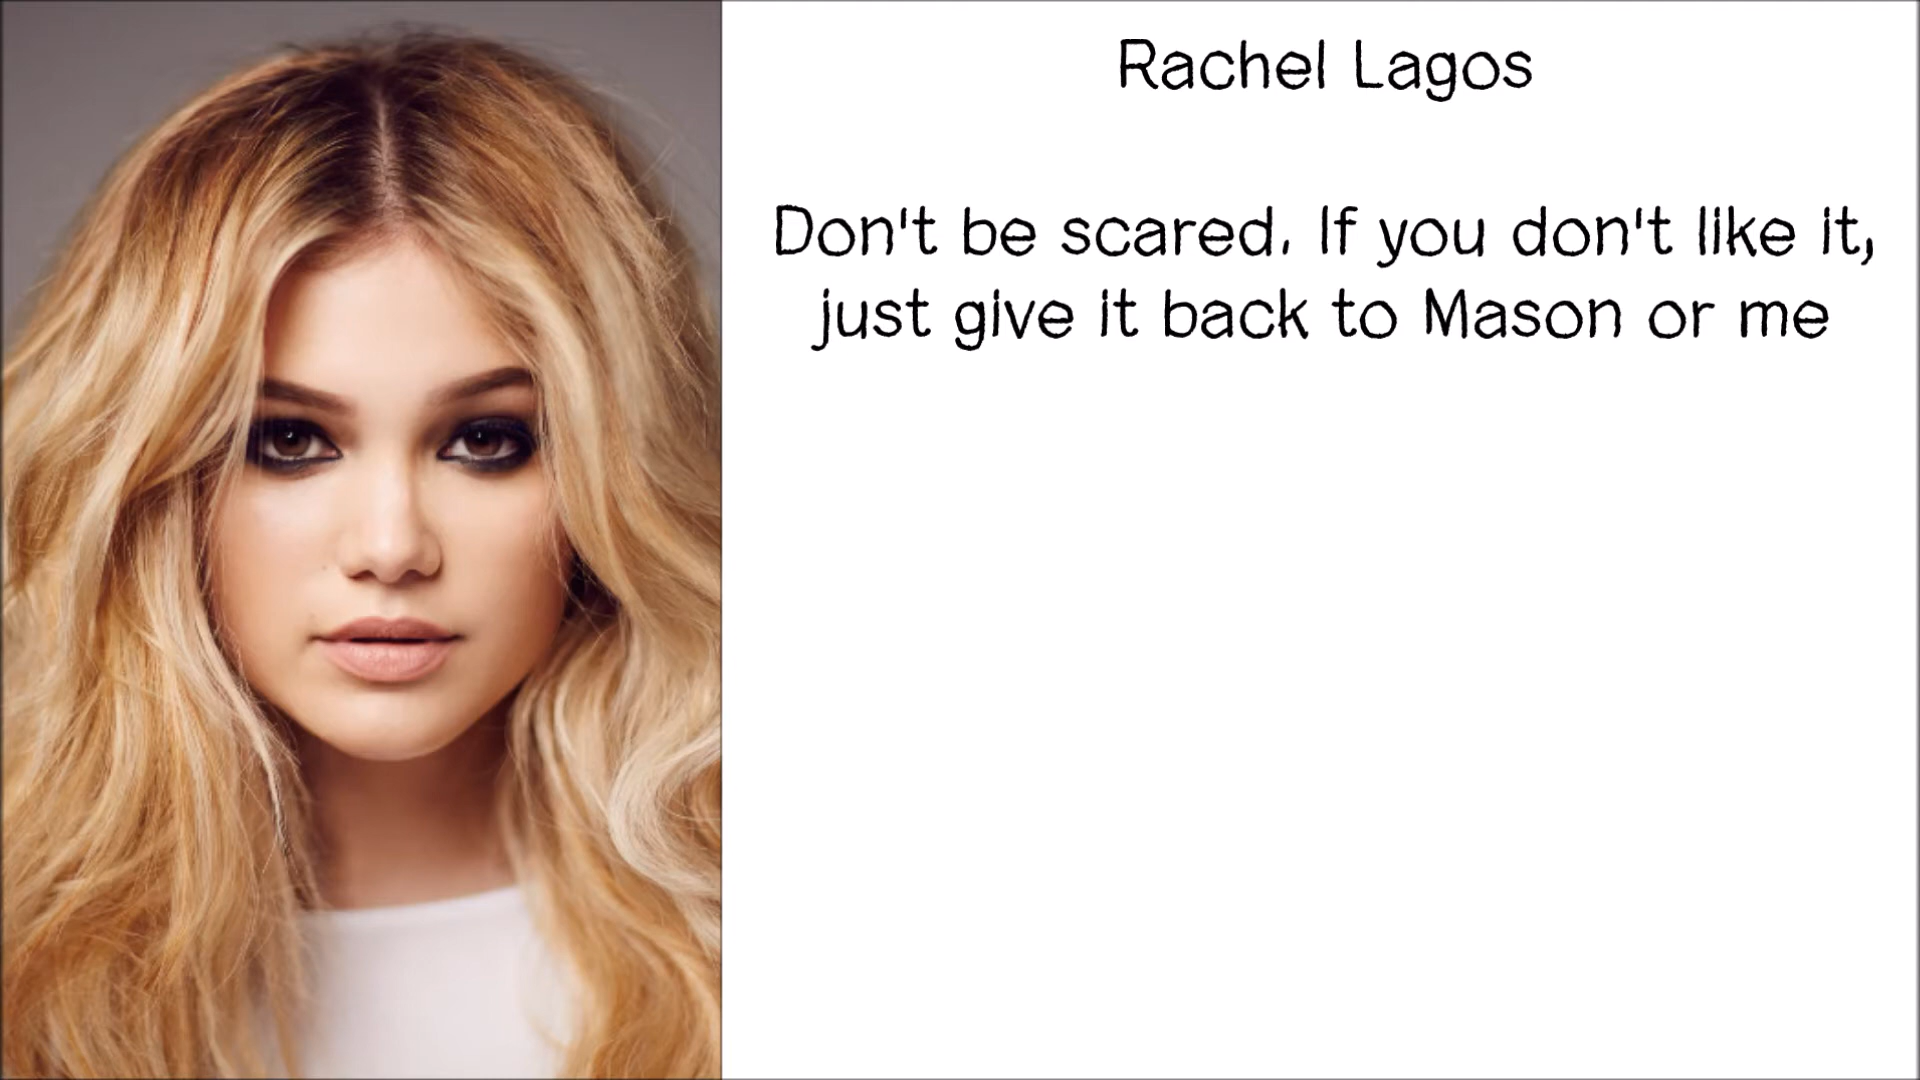 Rachel Lagos
Don't be scared. If you don't like it,
just give it back to Mason or me